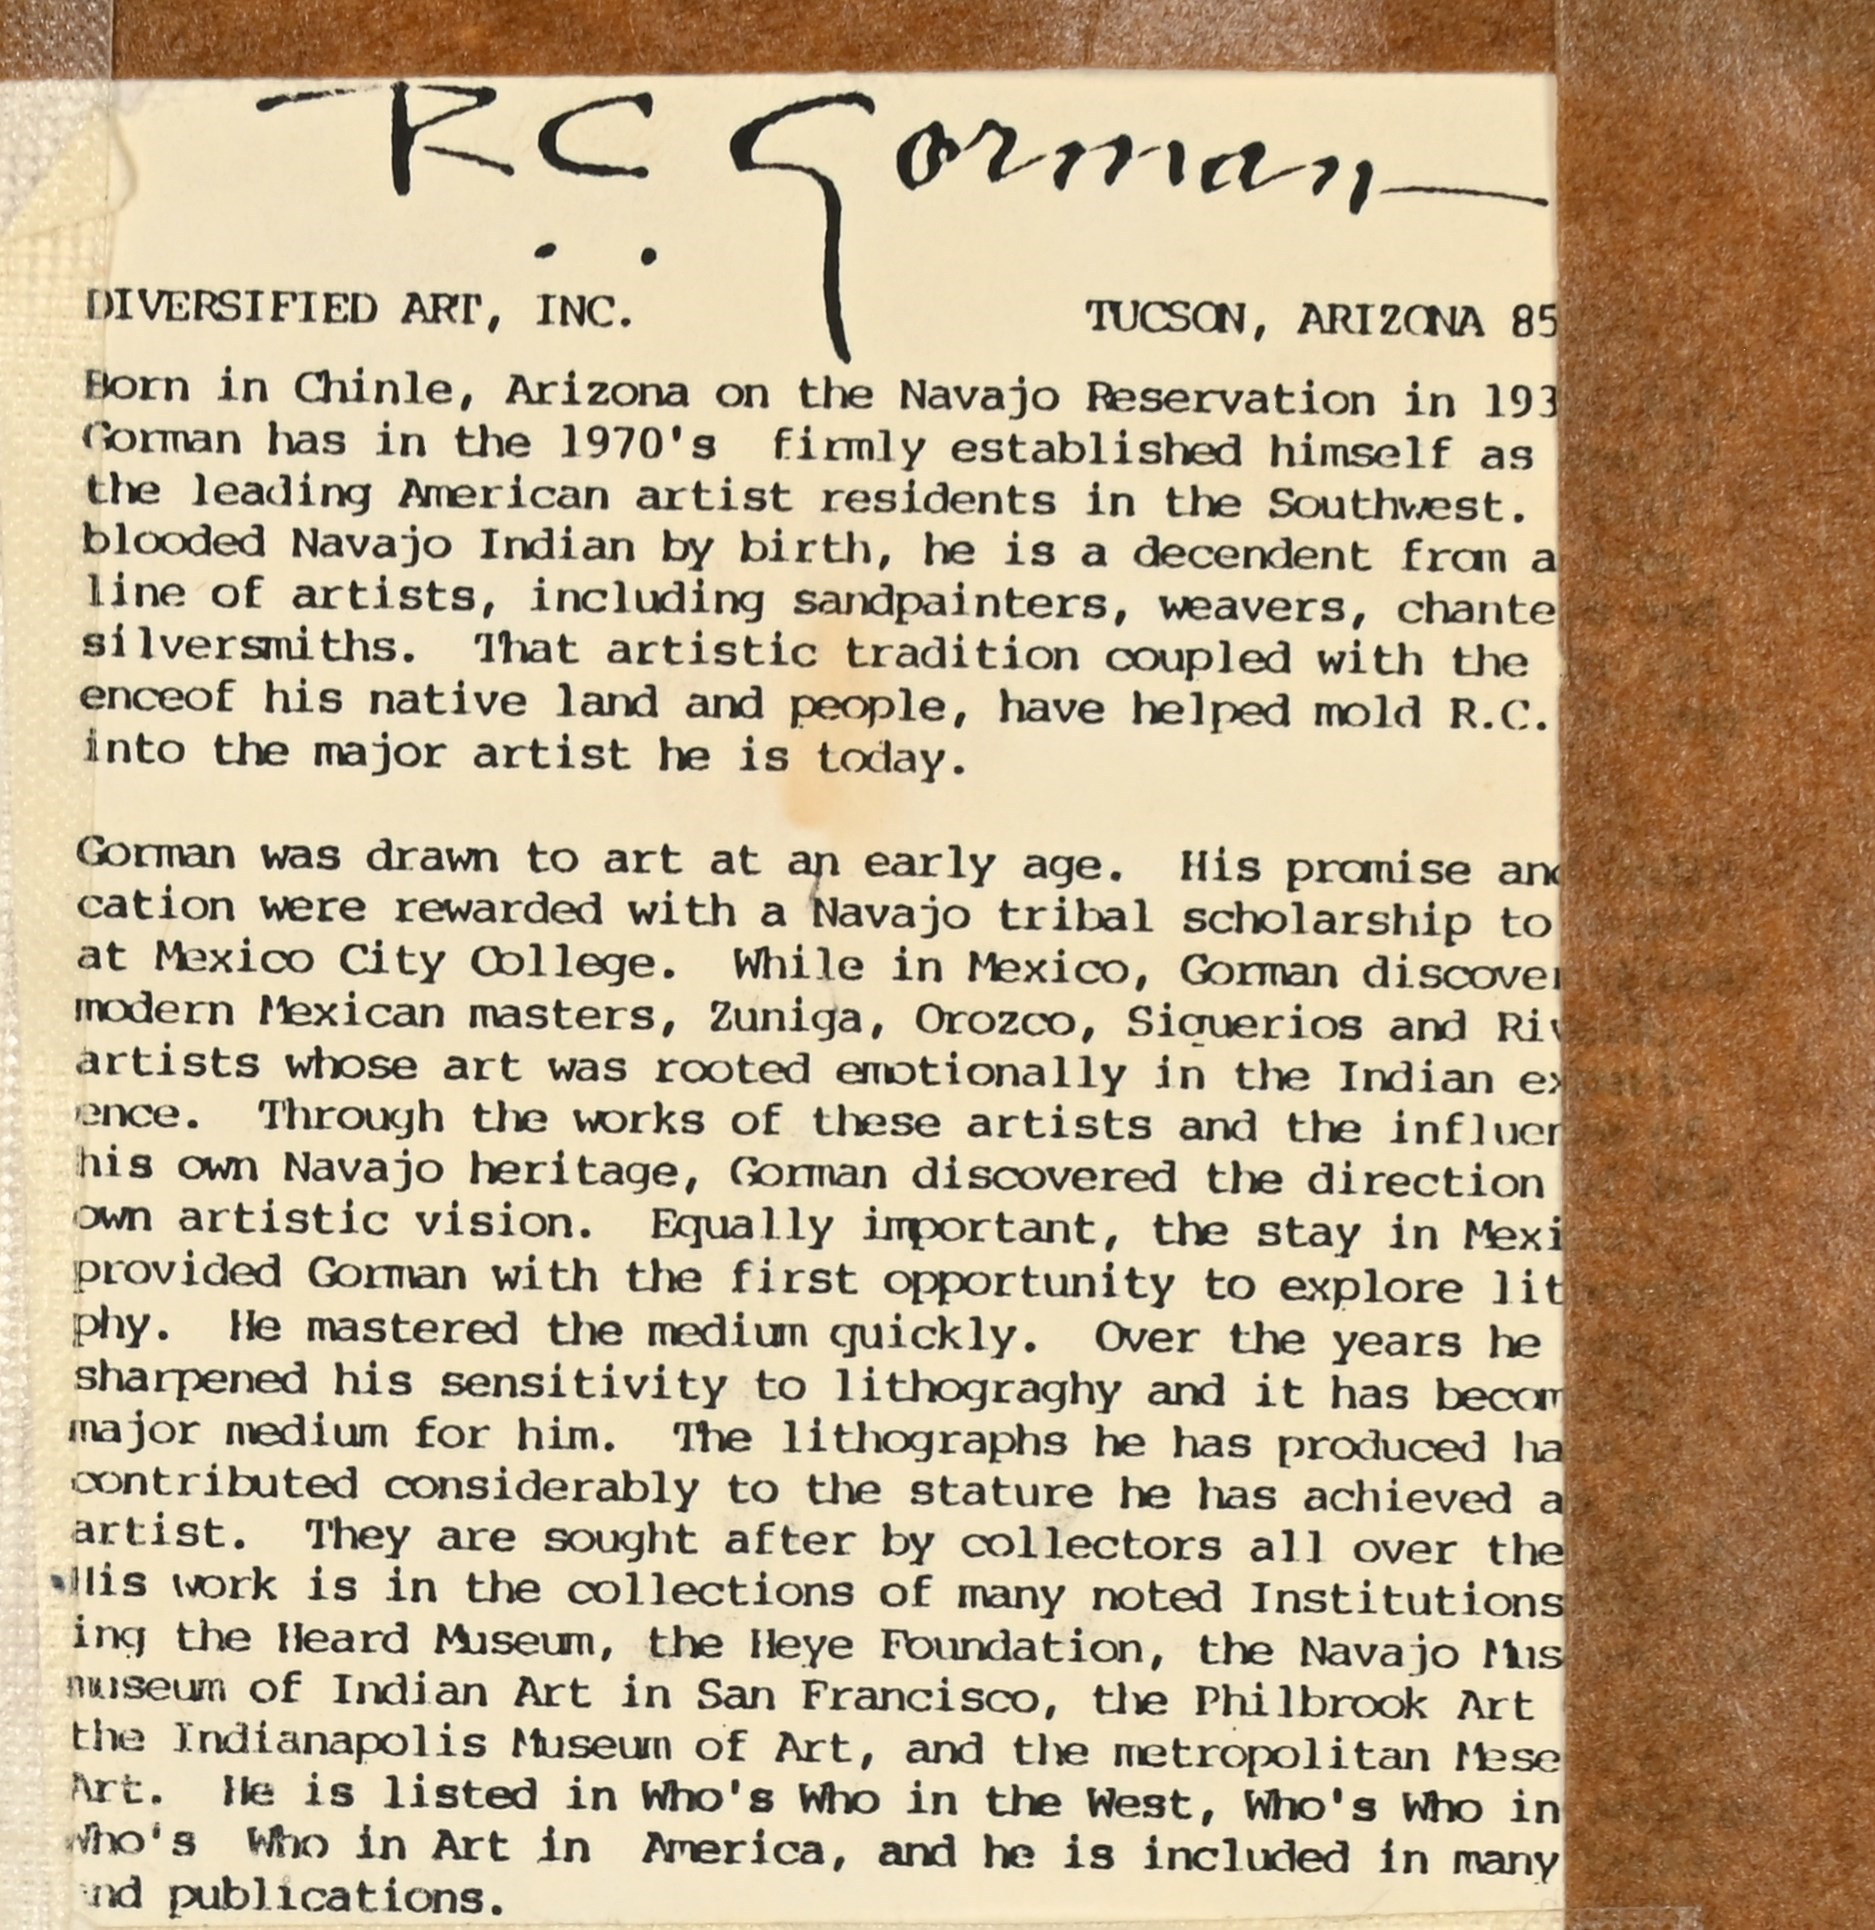 R.C. Gorman
DIVERSIFIED ART, INC. TUCSON, ARIZONA 85
Born in Chinle, Arizona on the Navajo Reservation in 193
Gorman has in the 1970's firmly established himself as
the leading American artist residents in the Southwest.
blooded Navajo Indian by birth, he is a decendent from a
line of artists, including sandpainters, weavers, chante
silversmiths. That artistic tradition coupled with the
enceof his native land and people, have helped mold R.C.
into the major artist he is today.
Gorman was drawn to art at an early age. His promise and
cation were rewarded with a Navajo tribal scholarship to
at Mexico City College. While in Mexico, Gorman discover
modern Mexican masters, Zuniga, Orozco, Siquerios and Riv
artists whose art was rooted emotionally in the Indian ex
ence. Through the works of these artists and the influen
his own Navajo heritage, Gorman discovered the direction
own artistic vision. Equally important, the stay in Mexi
provided Gorman with the first opportunity to explore lit
phy. He mastered the medium quickly. Over the years he
sharpened his sensitivity to lithograghy and it has becom
major medium for him. The lithographs he has produced ha
contributed considerably to the stature he has achieved a
artist. They are sought after by collectors all over the
His work is in the collections of many noted Institutions
ing the Heard Museum, the Heye Foundation, the Navajo Mus
museum of Indian Art in San Francisco, the Philbrook Art
the Indianapolis Museum of Art, and the metropolitan Mese
Art. He is listed in Who's Who in the West, Who's Who in
Who's Who in Art in America, and he is included in many
and publications.